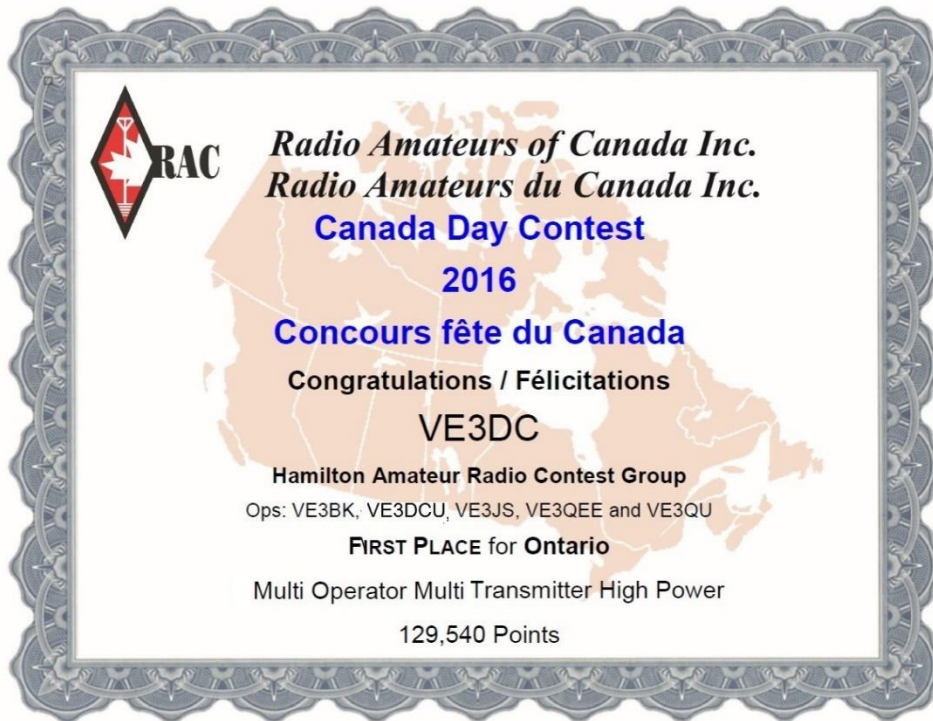 RAC
Radio Amateurs of Canada Inc.
Radio Amateurs du Canada Inc.
Canada Day Contest
2016
Concours fête du Canada
Congratulations / Félicitations
VE3DC
Hamilton Amateur Radio Contest Group
Ops: VE3BK, VE3DCU, VE3JS, VE3QEE and VE3QU
FIRST PLACE for Ontario
Multi Operator Multi Transmitter High Power
129,540 Points